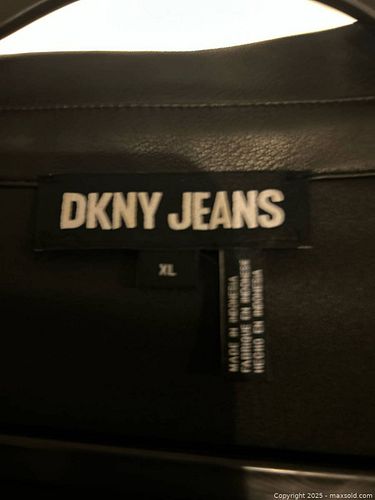 DKNY JEANS
XL
MADE IN INDONESIA
FABRIQUE EN INDONESIE
HECHO EN INDONESIA
Copyright 2025 - maxsold.com